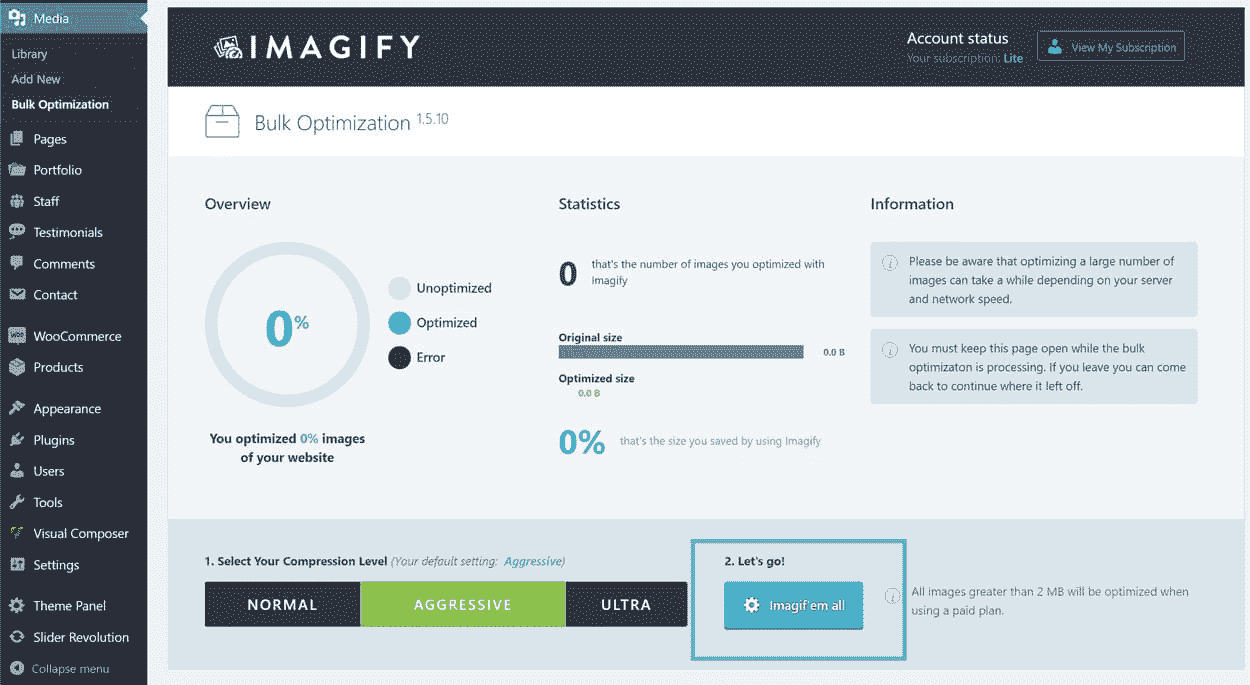 Media
Library
Add New
Bulk Optimization
Pages
Portfolio
Staff
Testimonials
Comments
Contact
WooCommerce
Products
Appearance
Plugins
Users
Tools
Visual Composer
Settings
Theme Panel
Slider Revolution
Collapse menu
IMAGIFY
Account status
Your subscription: Lite
View My Subscription
Bulk Optimization 1.5.10
Overview
0%
Unoptimized
Optimized
Error
You optimized 0% images
of your website
Statistics
0
that's the number of images you optimized with
Imagify
Original size
0.0 B
Optimized size
0.0 B
0% that's the size you saved by using Imagify
Information
Please be aware that optimizing a large number of
images can take a while depending on your server
and network speed.
You must keep this page open while the bulk
optimizaton is processing. If you leave you can come
back to continue where it left off.
1. Select Your Compression Level (Your default setting: Aggressive)
NORMAL
AGGRESSIVE
ULTRA
2. Let's go!
Imagif'em all
All images greater than 2 MB will be optimized when
using a paid plan.